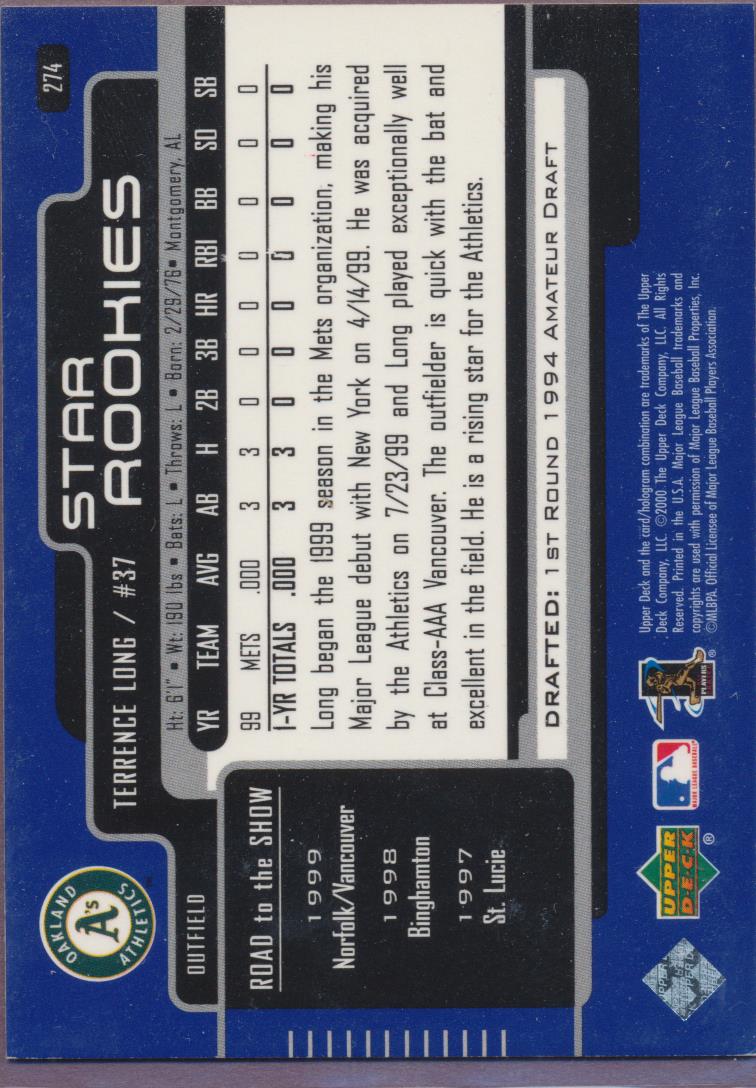 274
STAR
ROOKIES
TERRENCE LONG / #37
OAKLAND
A's
ATHLETICS
OUTFIELD
Ht: 6'1" • Wt: 190 lbs • Bats: L • Throws: L • Born: 2/29/76 • Montgomery, AL
YR TEAM AVG AB H 2B 3B HR RBI BB SO SB
99 METS .000 3 3 0 0 0 0 0 0 0
1-YR TOTALS .000 3 3 0 0 0 0 0 0 0
Long began the 1999 season in the Mets organization, making his
Major League debut with New York on 4/14/99. He was acquired
by the Athletics on 7/23/99 and Long played exceptionally well
at Class-AAA Vancouver. The outfielder is quick with the bat and
excellent in the field. He is a rising star for the Athletics.
DRAFTED: 1ST ROUND 1994 AMATEUR DRAFT
ROAD to the SHOW
1999
Norfolk/Vancouver
1998
Binghamton
1997
St. Lucie
UPPER
DECK
®
MAJOR LEAGUE BASEBALL
PLAYERS
®
Upper Deck and the card/hologram combination are trademarks of The Upper
Deck Company, LLC. ©2000 The Upper Deck Company, LLC. All Rights
Reserved. Printed in the U.S.A. Major League Baseball trademarks and
copyrights are used with permission of Major League Baseball Properties, Inc.
©MLBPA. Official Licensee of Major League Baseball Players Association.